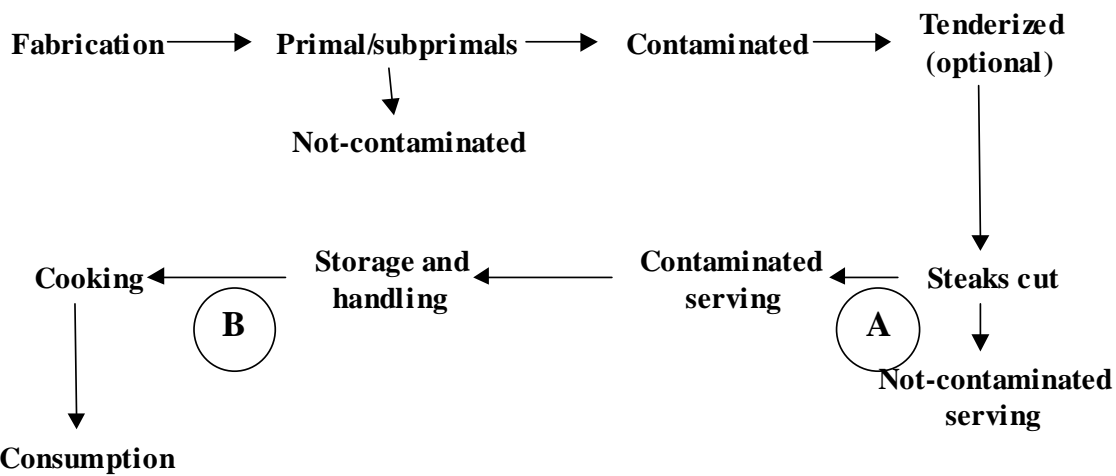 Fabrication
Primal/subprimals
Contaminated
Tenderized
(optional)
Not-contaminated
Cooking
Storage and
handling
Contaminated
serving
Steaks cut
B
A
Not-contaminated
serving
Consumption